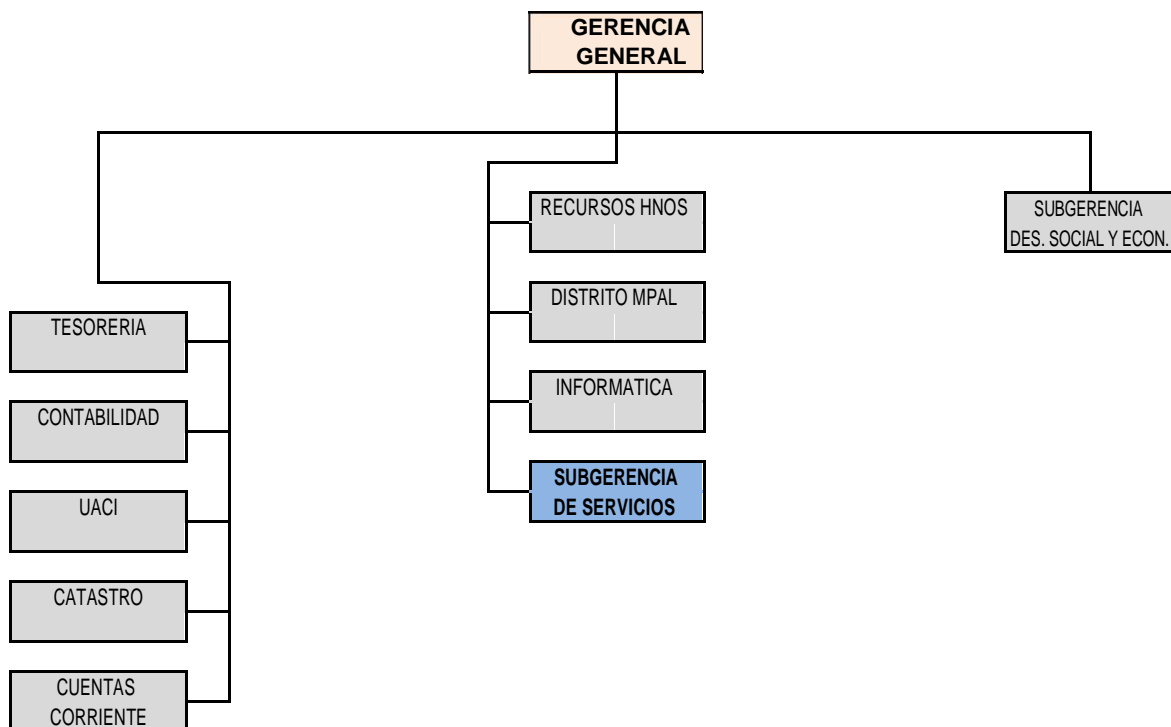 GERENCIA
GENERAL
RECURSOS HNOS
SUBGERENCIA
DES. SOCIAL Y ECON.
DISTRITO MPAL
TESORERIA
INFORMATICA
CONTABILIDAD
SUBGERENCIA
DE SERVICIOS
UACI
CATASTRO
CUENTAS
CORRIENTE